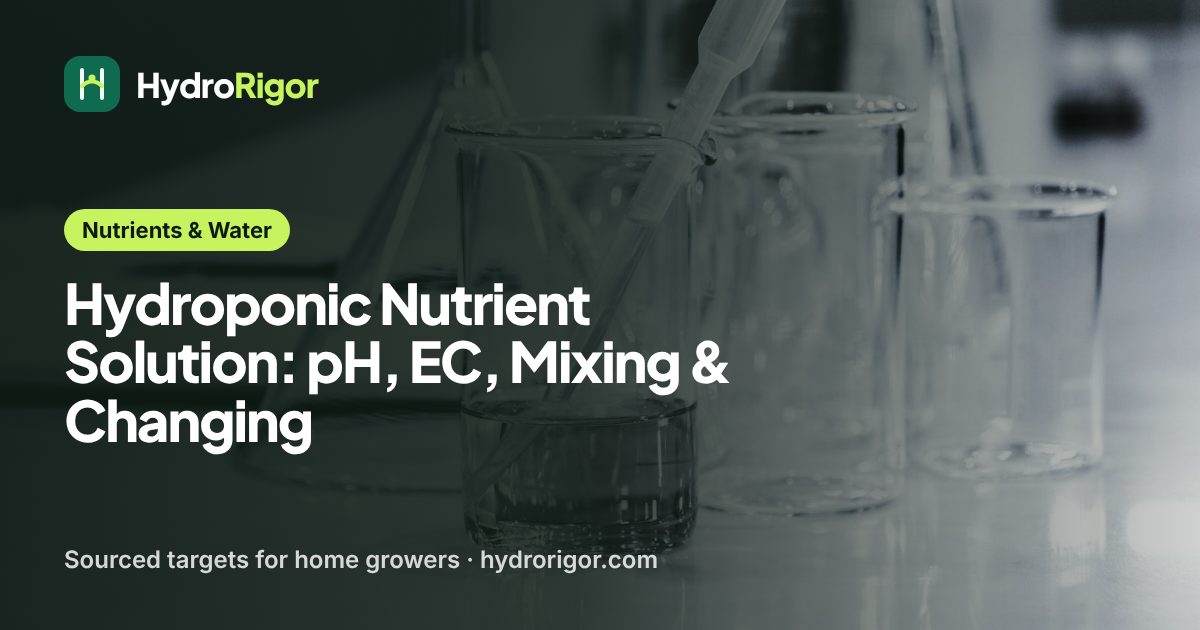 HydroRigor
Nutrients & Water
Hydroponic Nutrient
Solution: pH, EC, Mixing &
Changing
Sourced targets for home growers · hydrorigor.com